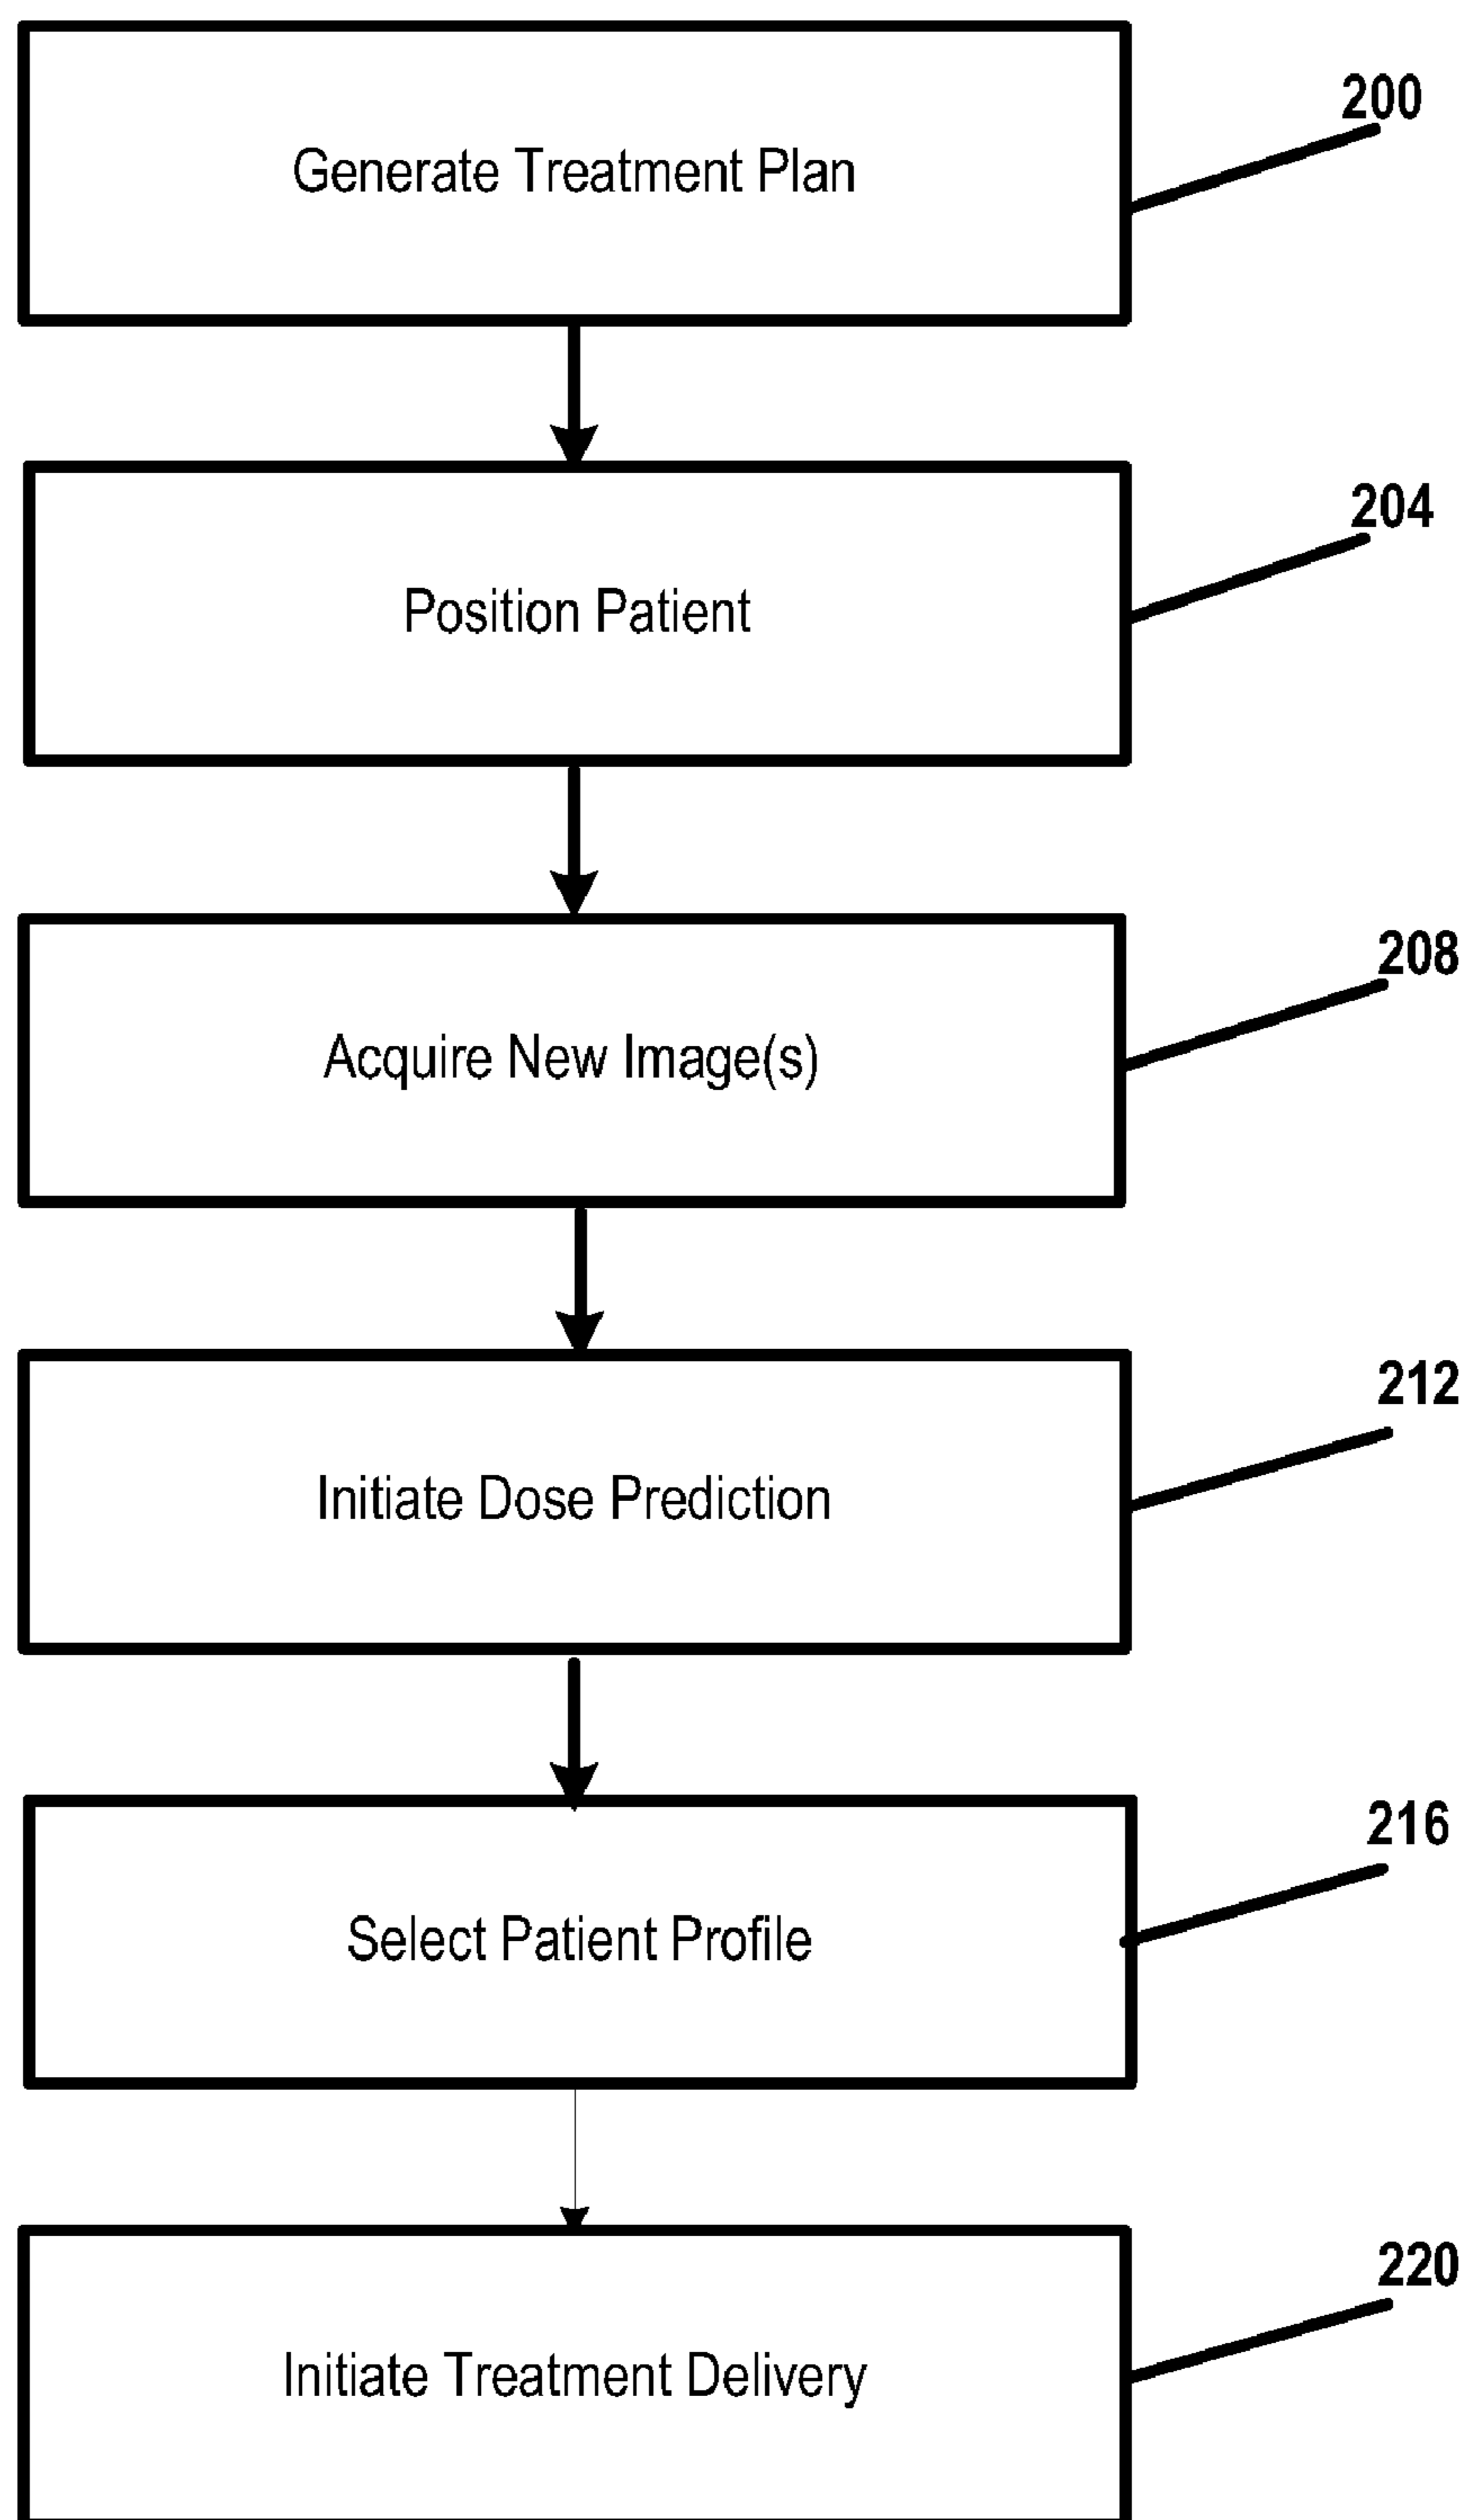 200
Generate Treatment Plan
204
Position Patient
208
Acquire New Image(s)
212
Initiate Dose Prediction
216
Select Patient Profile
220
Initiate Treatment Delivery